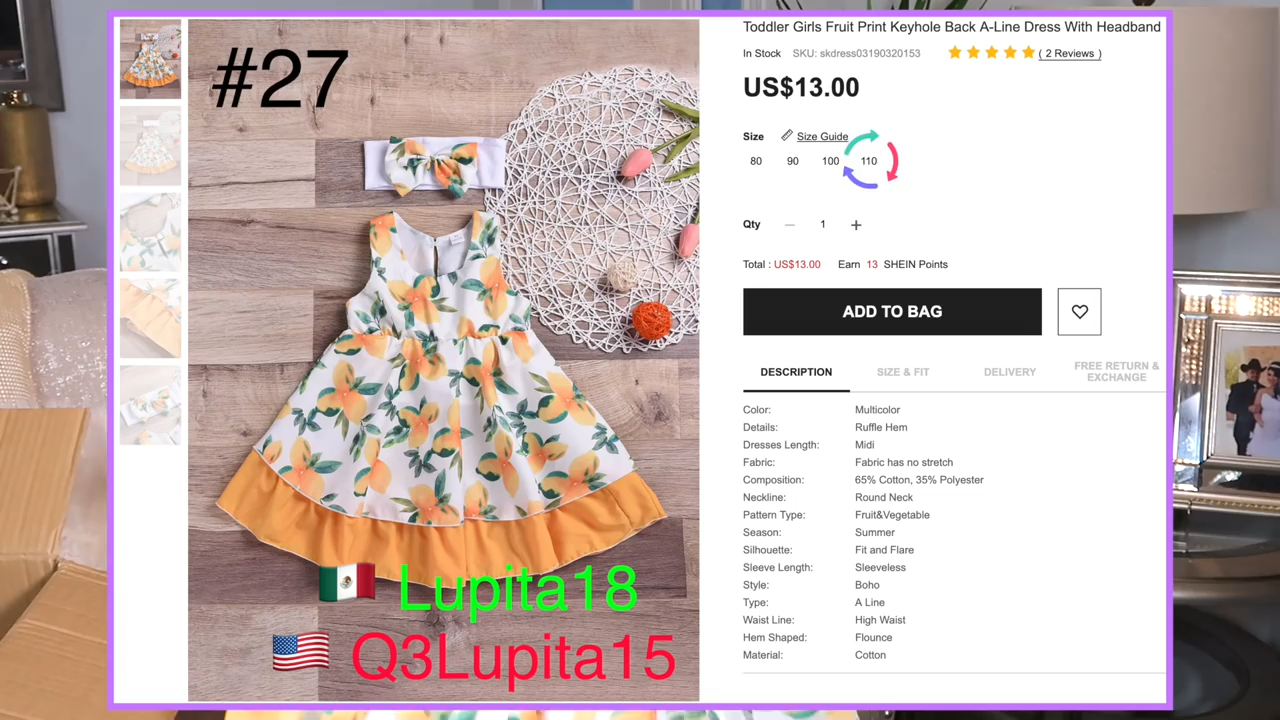 #27
Lupita18
Q3Lupita15
Toddler Girls Fruit Print Keyhole Back A-Line Dress With Headband
In Stock SKU: skdress03190320153 ( 2 Reviews )
US$13.00
Size Size Guide
80 90 100 110
Qty 1
Total : US$13.00 Earn 13 SHEIN Points
ADD TO BAG
DESCRIPTION SIZE & FIT DELIVERY FREE RETURN & EXCHANGE
Color: Multicolor
Details: Ruffle Hem
Dresses Length: Midi
Fabric: Fabric has no stretch
Composition: 65% Cotton, 35% Polyester
Neckline: Round Neck
Pattern Type: Fruit&Vegetable
Season: Summer
Silhouette: Fit and Flare
Sleeve Length: Sleeveless
Style: Boho
Type: A Line
Waist Line: High Waist
Hem Shaped: Flounce
Material: Cotton